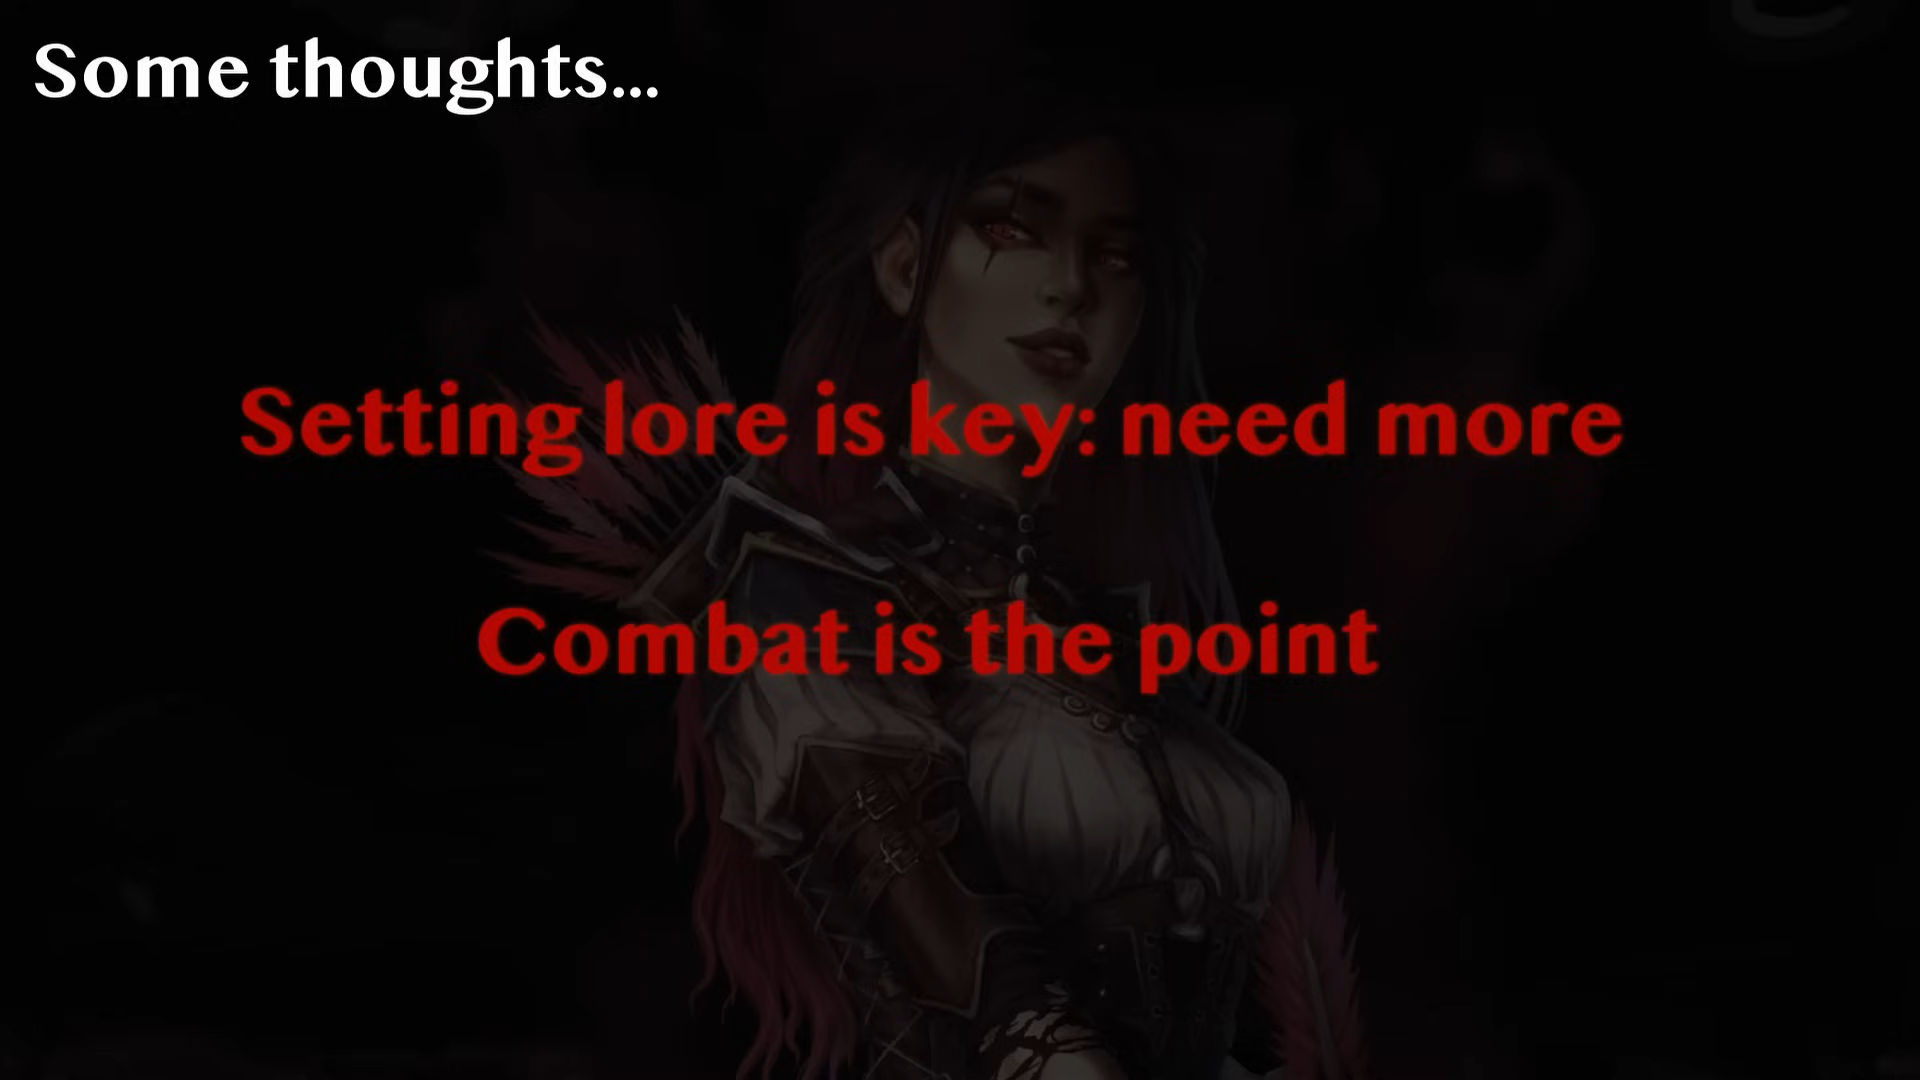 Some thoughts...
Setting lore is key: need more
Combat is the point